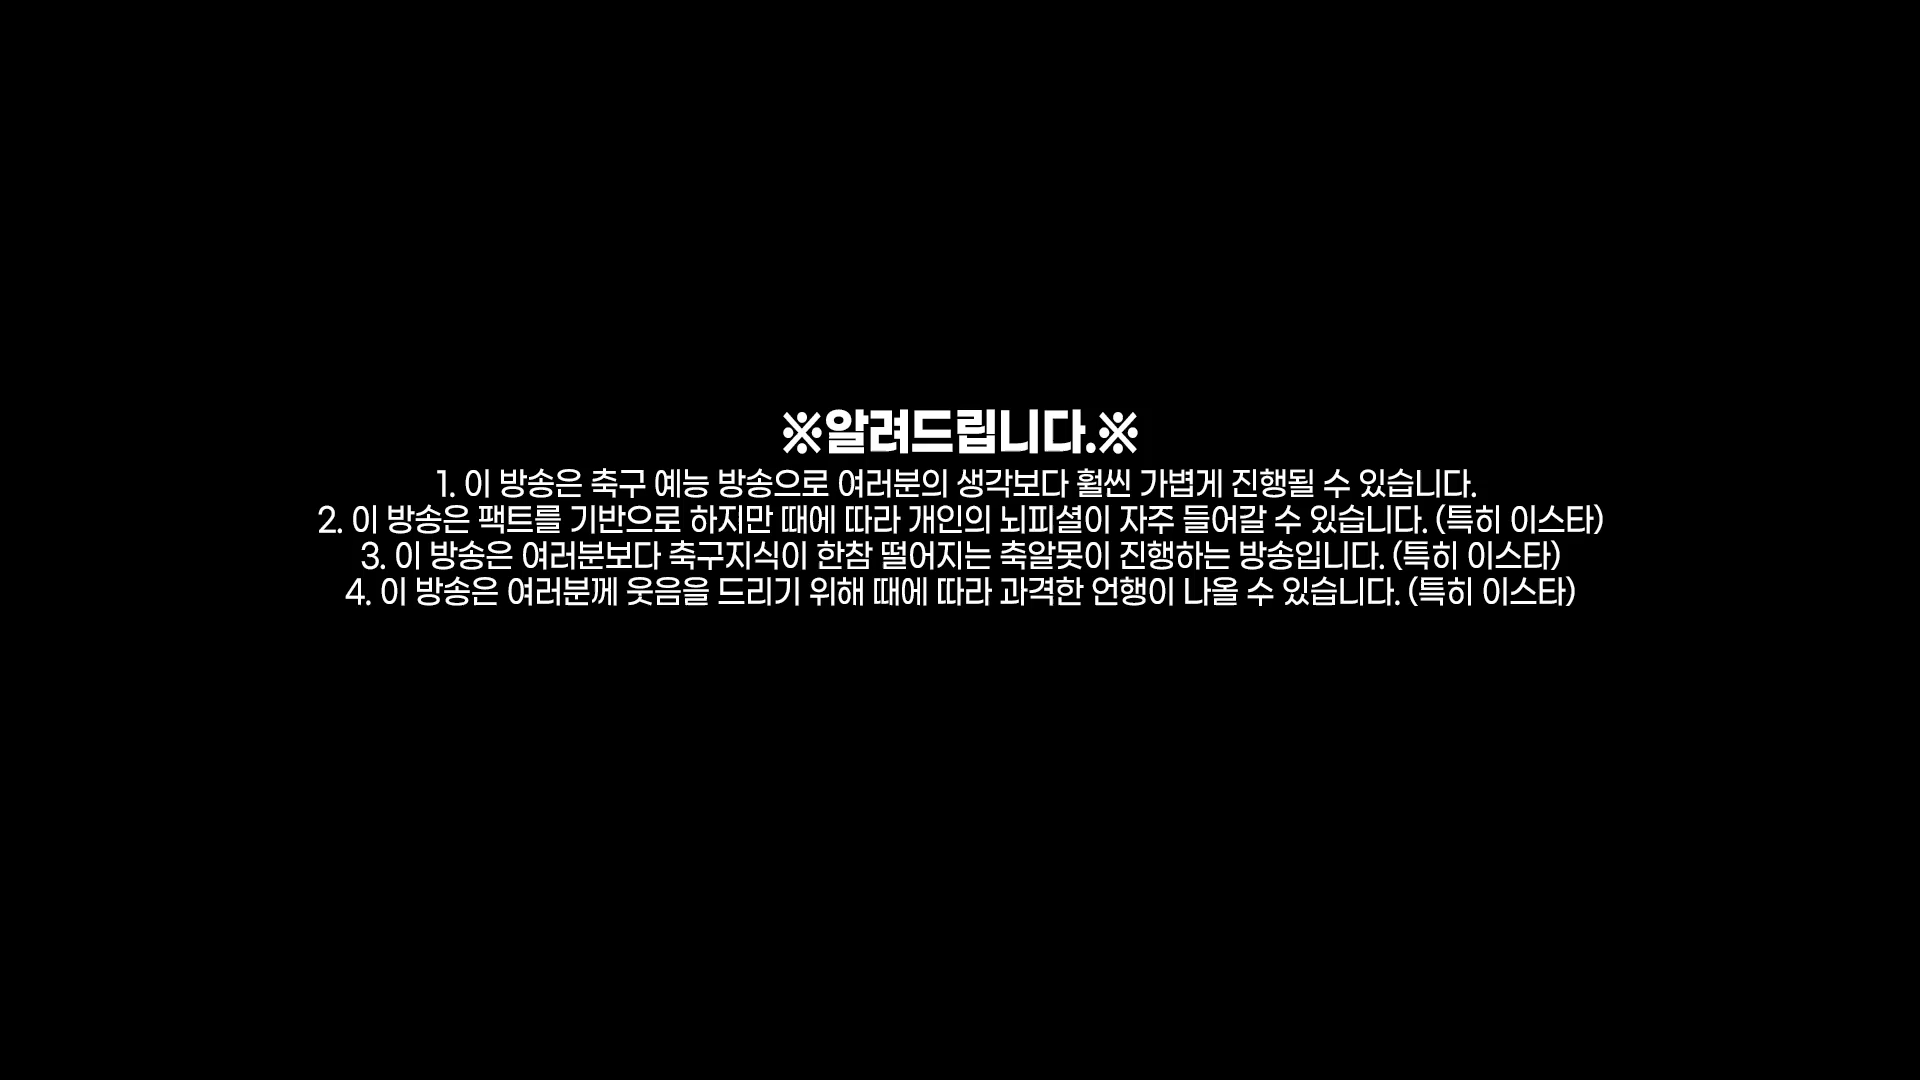 ※알려드립니다.※
1. 이 방송은 축구 예능 방송으로 여러분의 생각보다 훨씬 가볍게 진행될 수 있습니다.
2. 이 방송은 팩트를 기반으로 하지만 때에 따라 개인의 뇌피셜이 자주 들어갈 수 있습니다. (특히 이스타)
3. 이 방송은 여러분보다 축구지식이 한참 떨어지는 축알못이 진행하는 방송입니다. (특히 이스타)
4. 이 방송은 여러분께 웃음을 드리기 위해 때에 따라 과격한 언행이 나올 수 있습니다. (특히 이스타)